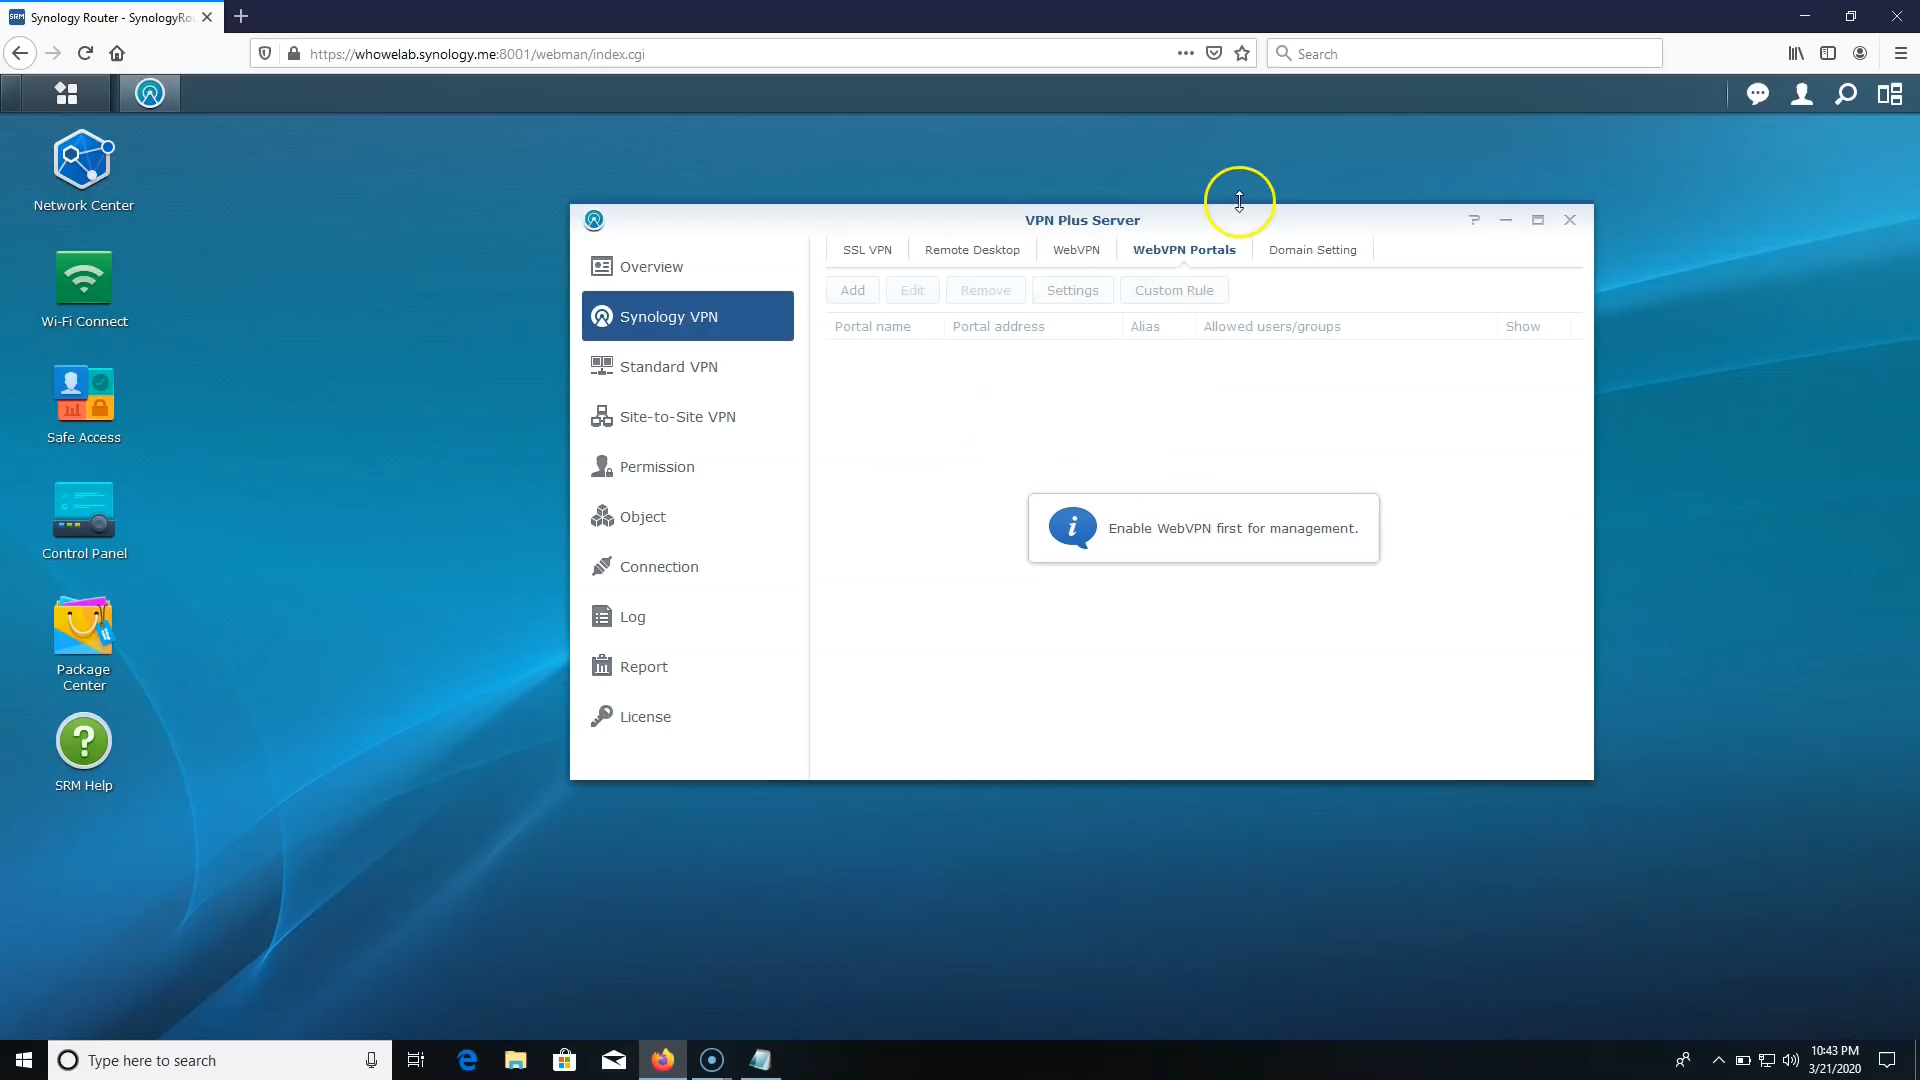 SRM Synology Router - SynologyRo
https://whowelab.synology.me:8001/webman/index.cgi
Search
Network Center
Wi-Fi Connect
Safe Access
Control Panel
Package
Center
SRM Help
VPN Plus Server
Overview
Synology VPN
Standard VPN
Site-to-Site VPN
Permission
Object
Connection
Log
Report
License
SSL VPN Remote Desktop WebVPN WebVPN Portals Domain Setting
Add Edit Remove Settings Custom Rule
Portal name Portal address Alias Allowed users/groups Show
Enable WebVPN first for management.
Type here to search
10:43 PM
3/21/2020